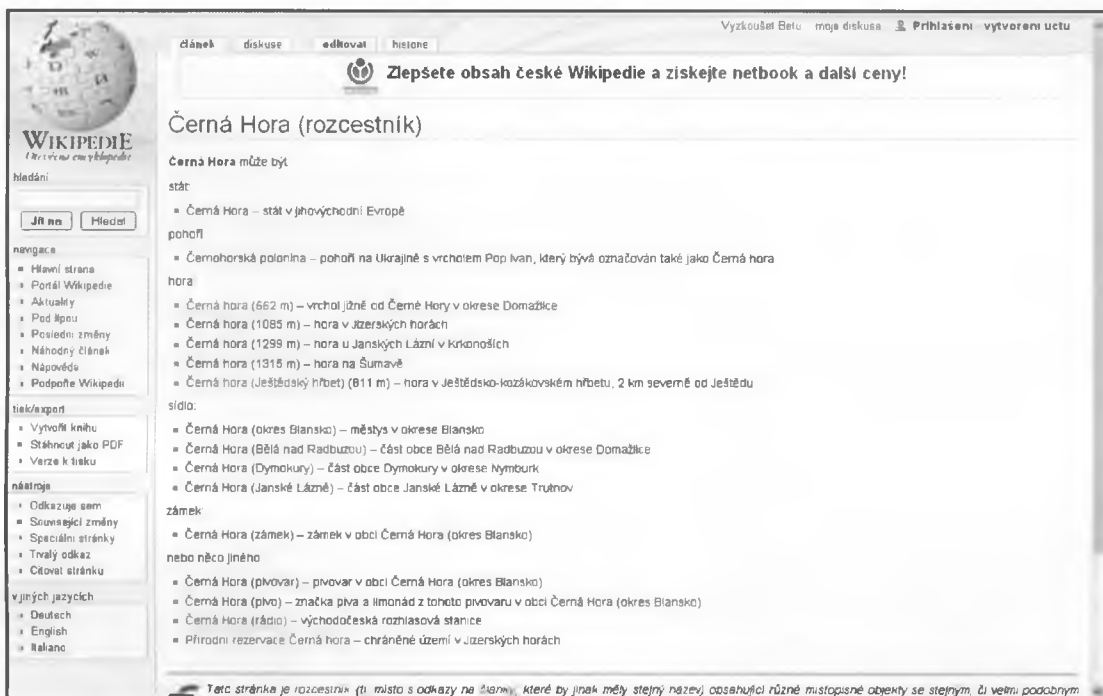 Vyzkoušet Betu moje diskuse Prihlaseni vytvoreni uctu
článek diskuse editovat historie
Zlepšete obsah české Wikipedie a získejte netbook a další ceny!
WIKIPEDIE
Otevřená encyklopedie
hledání
Jít na Hledat
navigace
Hlavní strana
Portál Wikipedie
Aktuality
Pod lípou
Poslední změny
Náhodný článek
Nápověda
Podpořte Wikipedii
tisk/export
Vytvořit knihu
Stáhnout jako PDF
Verze k tisku
nástroje
Odkazuje sem
Související změny
Speciální stránky
Trvalý odkaz
Citovat stránku
v jiných jazycích
Deutsch
English
Italiano
Černá Hora (rozcestník)
Černá Hora může být
stát:
Černá Hora – stát v jihovýchodní Evropě
pohoří
Černohorská polonina – pohoří na Ukrajině s vrcholem Pop Ivan, který bývá označován také jako Černá hora
hora
Černá hora (662 m) – vrchol jižně od Černé Hory v okrese Domažlice
Černá hora (1085 m) – hora v Jizerských horách
Černá hora (1299 m) – hora u Janských Lázní v Krkonoších
Černá hora (1315 m) – hora na Šumavě
Černá hora (Ještědský hřbet) (811 m) – hora v Ještědsko-kozákovském hřbetu, 2 km severně od Ještědu
sídlo:
Černá Hora (okres Blansko) – městys v okrese Blansko
Černá Hora (Bělá nad Radbuzou) – část obce Bělá nad Radbuzou v okrese Domažlice
Černá Hora (Dymokury) – část obce Dymokury v okrese Nymburk
Černá Hora (Janské Lázně) – část obce Janské Lázně v okrese Trutnov
zámek
Černá Hora (zámek) – zámek v obci Černá Hora (okres Blansko)
nebo něco jiného
Černá Hora (pivovar) – pivovar v obci Černá Hora (okres Blansko)
Černá Hora (pivo) – značka piva a limonád z tohoto pivovaru v obci Černá Hora (okres Blansko)
Černá Hora (rádio) – východočeská rozhlasová stanice
Přírodní rezervace Černá hora – chráněné území v Jizerských horách
Tato stránka je rozcestník (tj. místo s odkazy na články, které by jinak měly stejný název) obsahující různé místopisné objekty se stejným, či velmi podobným